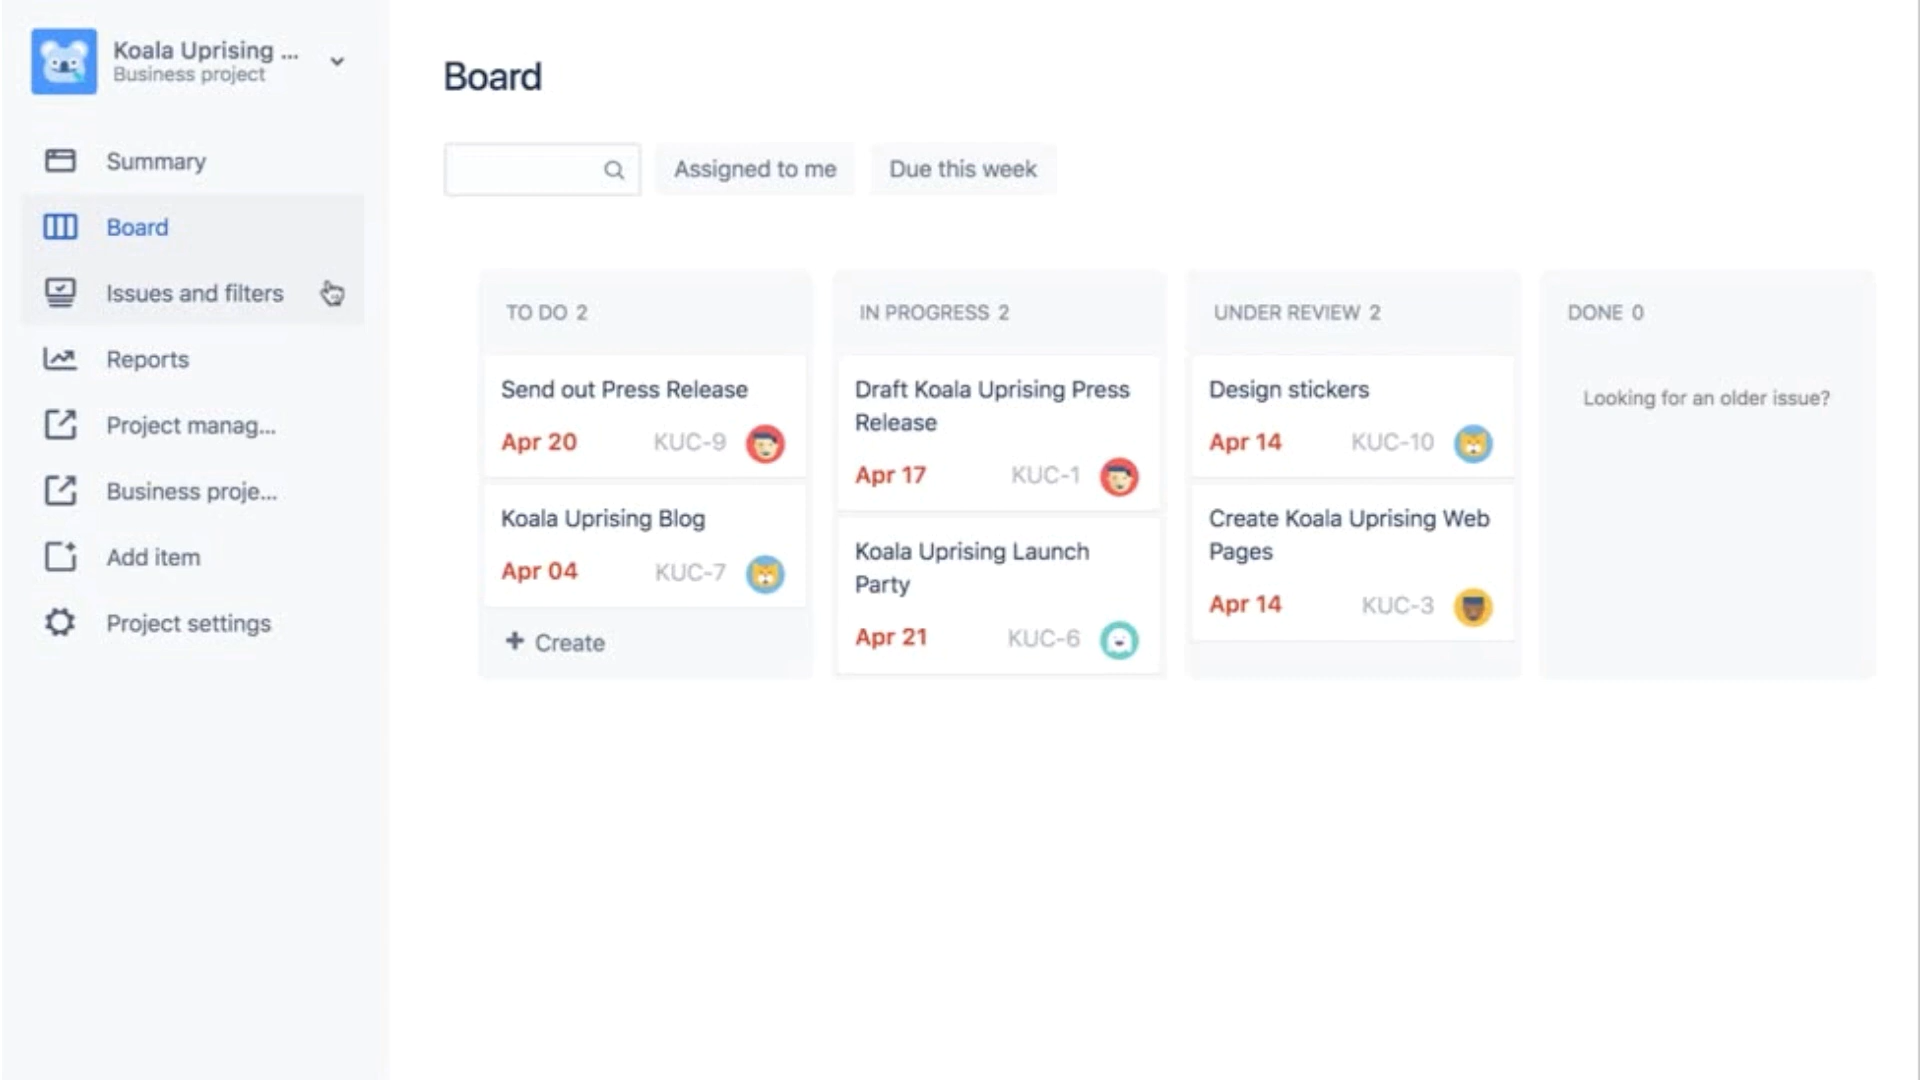 Koala Uprising ...
Business project
Summary
Board
Issues and filters
Reports
Project manag...
Business proje...
Add item
Project settings
Board
Assigned to me
Due this week
TO DO 2
Send out Press Release
Apr 20 KUC-9
Koala Uprising Blog
Apr 04 KUC-7
+ Create
IN PROGRESS 2
Draft Koala Uprising Press
Release
Apr 17 KUC-1
Koala Uprising Launch
Party
Apr 21 KUC-6
UNDER REVIEW 2
Design stickers
Apr 14 KUC-10
Create Koala Uprising Web
Pages
Apr 14 KUC-3
DONE 0
Looking for an older issue?